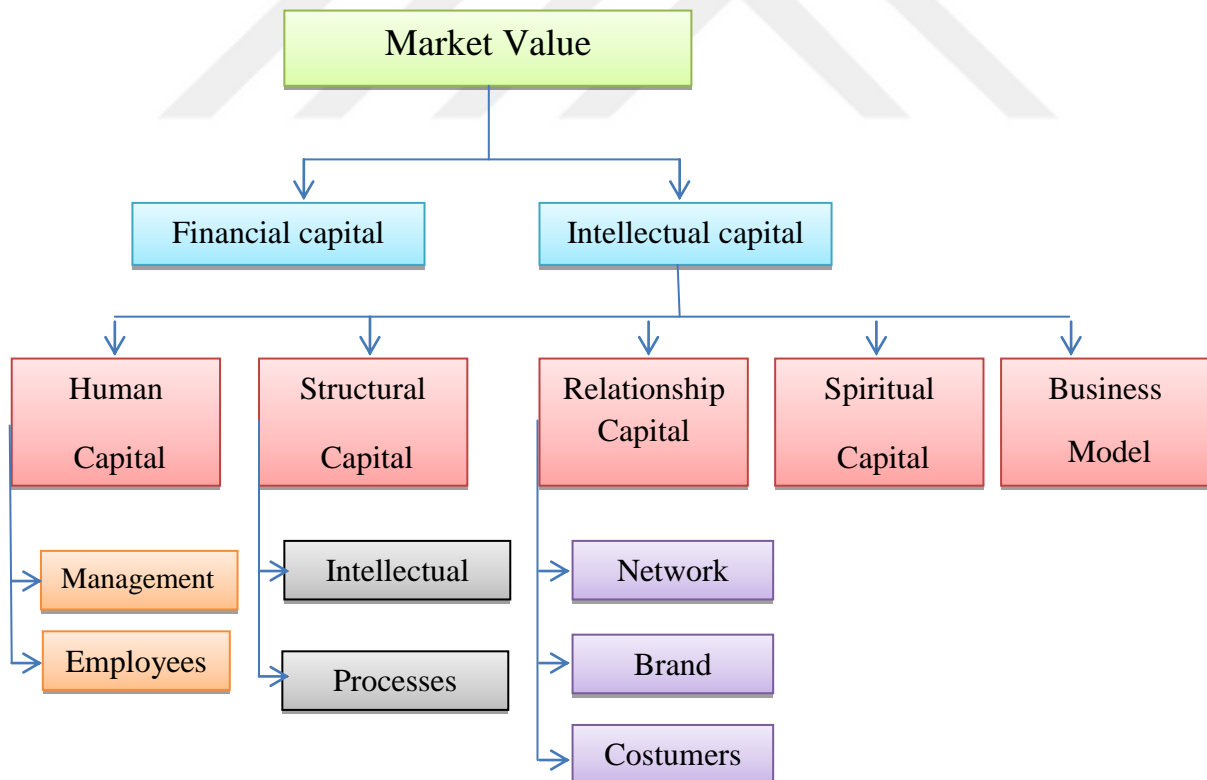 Market Value
Financial capital
Intellectual capital
Human
Capital
Structural
Capital
Relationship
Capital
Spiritual
Capital
Business
Model
Management
Employees
Intellectual
Processes
Network
Brand
Costumers